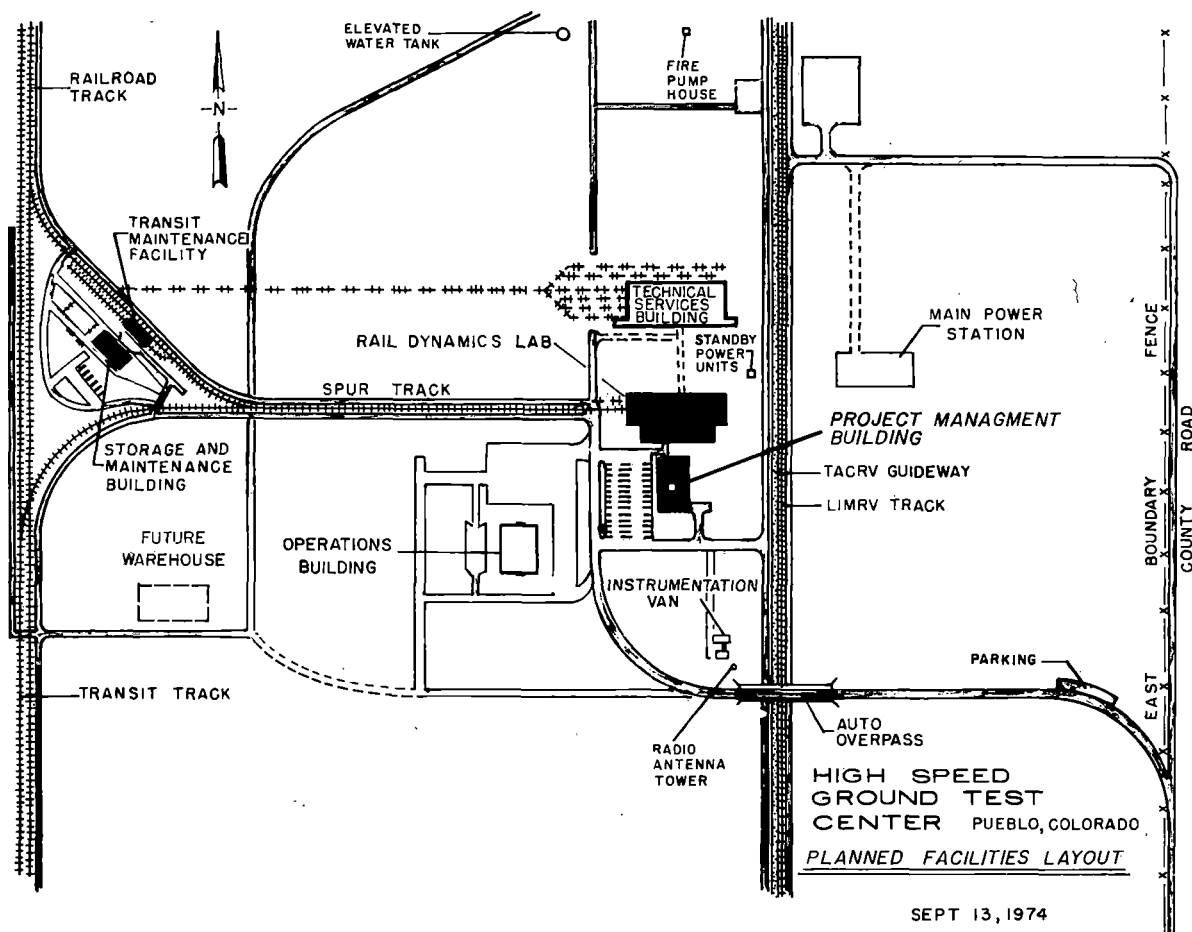 ELEVATED
WATER TANK
RAILROAD
TRACK
N
FIRE
PUMP
HOUSE
TRANSIT
MAINTENANCE
FACILITY
TECHNICAL
SERVICES
BUILDING
STANDBY
POWER
UNITS
MAIN POWER
STATION
RAIL DYNAMICS LAB
SPUR TRACK
PROJECT MANAGMENT
BUILDING
TACRV GUIDEWAY
LIMRV TRACK
STORAGE AND
MAINTENANCE
BUILDING
FUTURE
WAREHOUSE
OPERATIONS
BUILDING
INSTRUMENTATION
VAN
EAST BOUNDARY FENCE
COUNTY ROAD
PARKING
TRANSIT TRACK
RADIO
ANTENNA
TOWER
AUTO
OVERPASS
HIGH SPEED
GROUND TEST
CENTER PUEBLO, COLORADO
PLANNED FACILITIES LAYOUT
SEPT 13, 1974